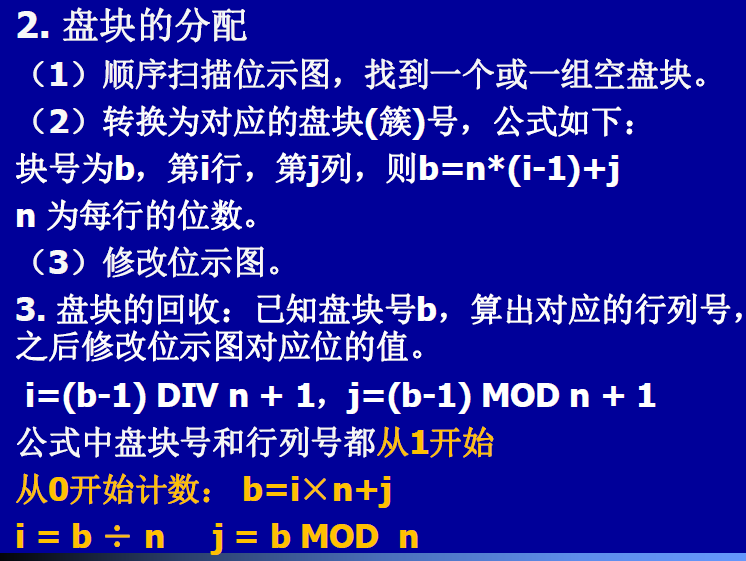 2. 盘块的分配
（1）顺序扫描位示图，找到一个或一组空盘块。
（2）转换为对应的盘块(簇)号，公式如下：
块号为b，第i行，第j列，则b=n*(i-1)+j
n 为每行的位数。
（3）修改位示图。
3. 盘块的回收：已知盘块号b，算出对应的行列号，
之后修改位示图对应位的值。
i=(b-1) DIV n + 1，j=(b-1) MOD n + 1
公式中盘块号和行列号都从1开始
从0开始计数： b=i×n+j
i = b ÷ n j = b MOD n